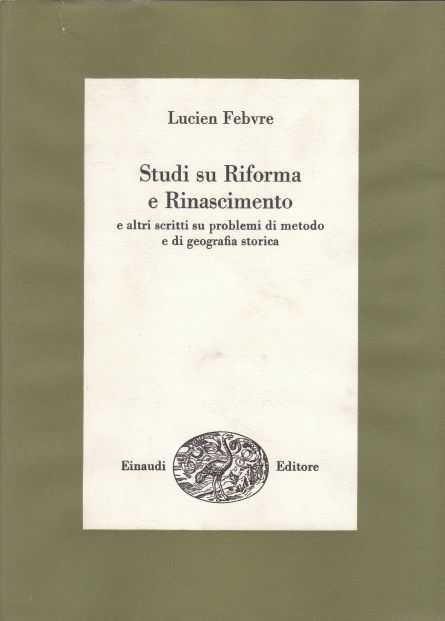 Lucien Febvre
Studi su Riforma
e Rinascimento
e altri scritti su problemi di metodo
e di geografia storica
Einaudi Editore